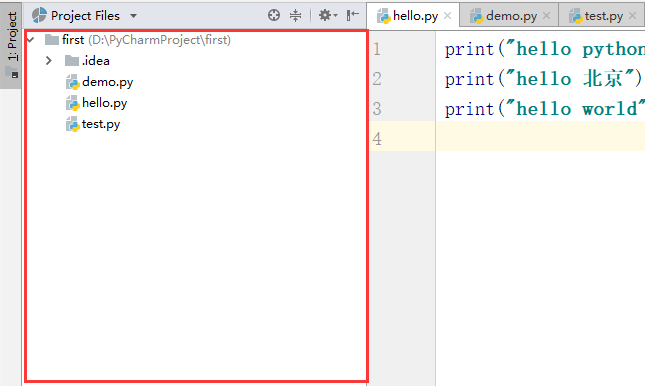 1: Project
Project Files
first (D:\PyCharmProject\first)
.idea
demo.py
hello.py
test.py
hello.py demo.py test.py
1 print("hello python
2 print("hello 北京")
3 print("hello world"
4